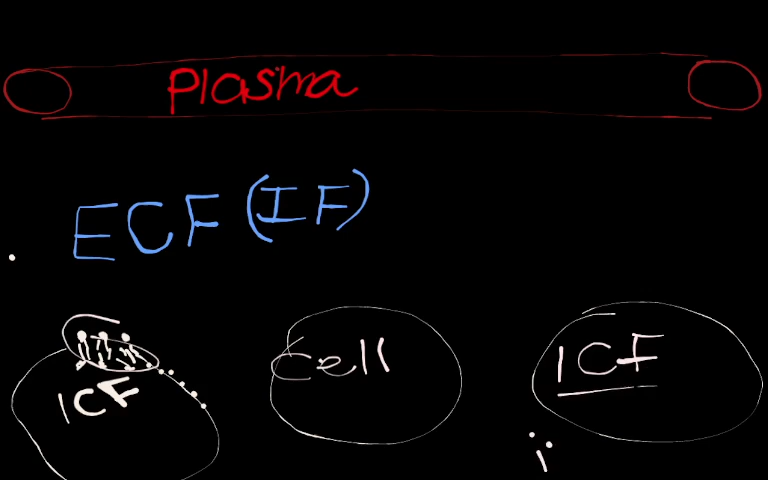 Plasma
ECF (IF)
ICF
Cell
ICF